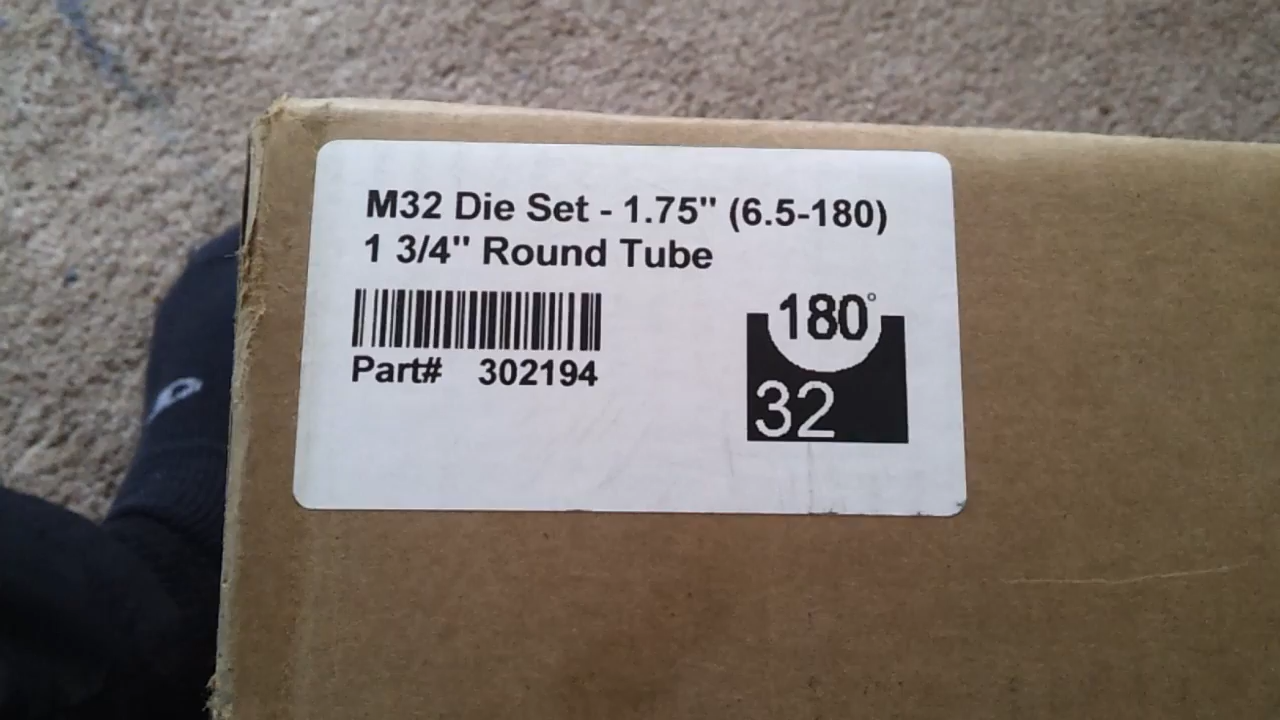 M32 Die Set - 1.75" (6.5-180)
1 3/4" Round Tube
Part# 302194
180°
32